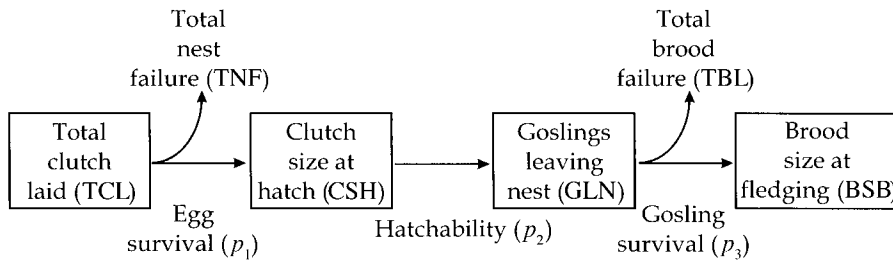 Total
nest
failure (TNF)
Total
brood
failure (TBL)
Total
clutch
laid (TCL)
Clutch
size at
hatch (CSH)
Goslings
leaving
nest (GLN)
Brood
size at
fledging (BSB)
Egg
survival (p₁)
Hatchability (p₂)
Gosling
survival (p₃)